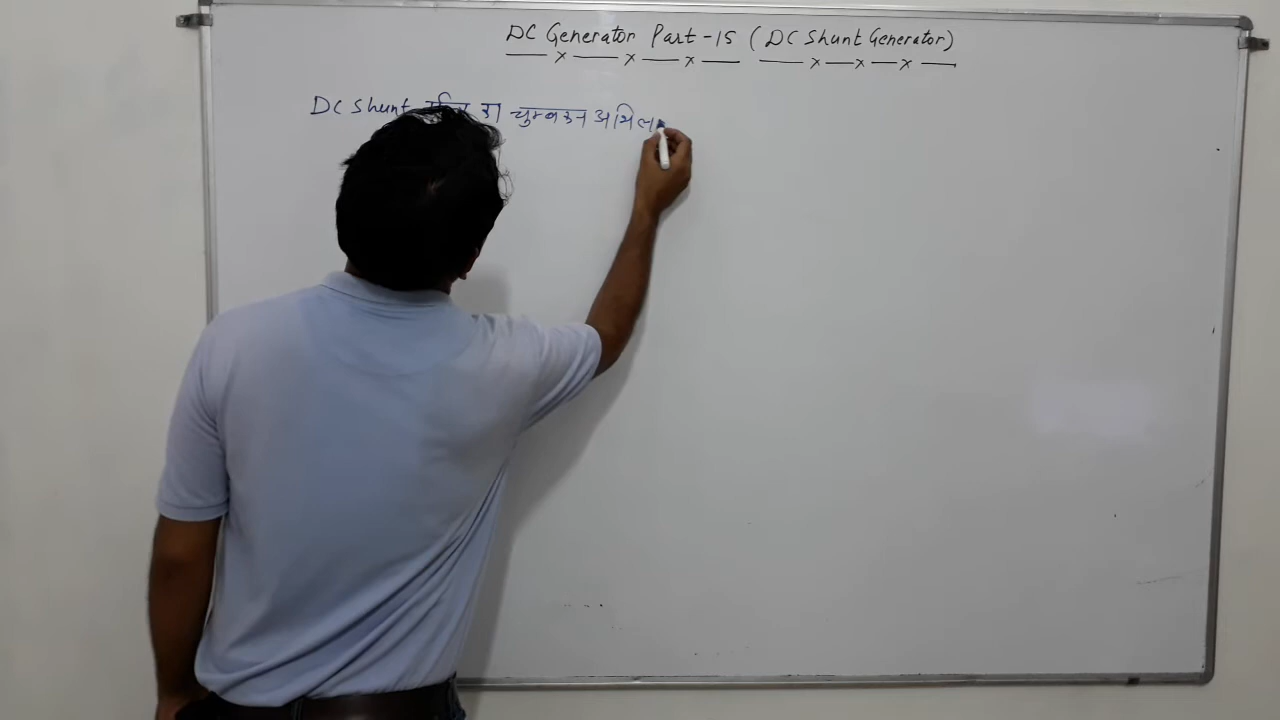 DC Generator Part-15 (DC Shunt Generator)
DC Shunt का चुम्बकन अभिल